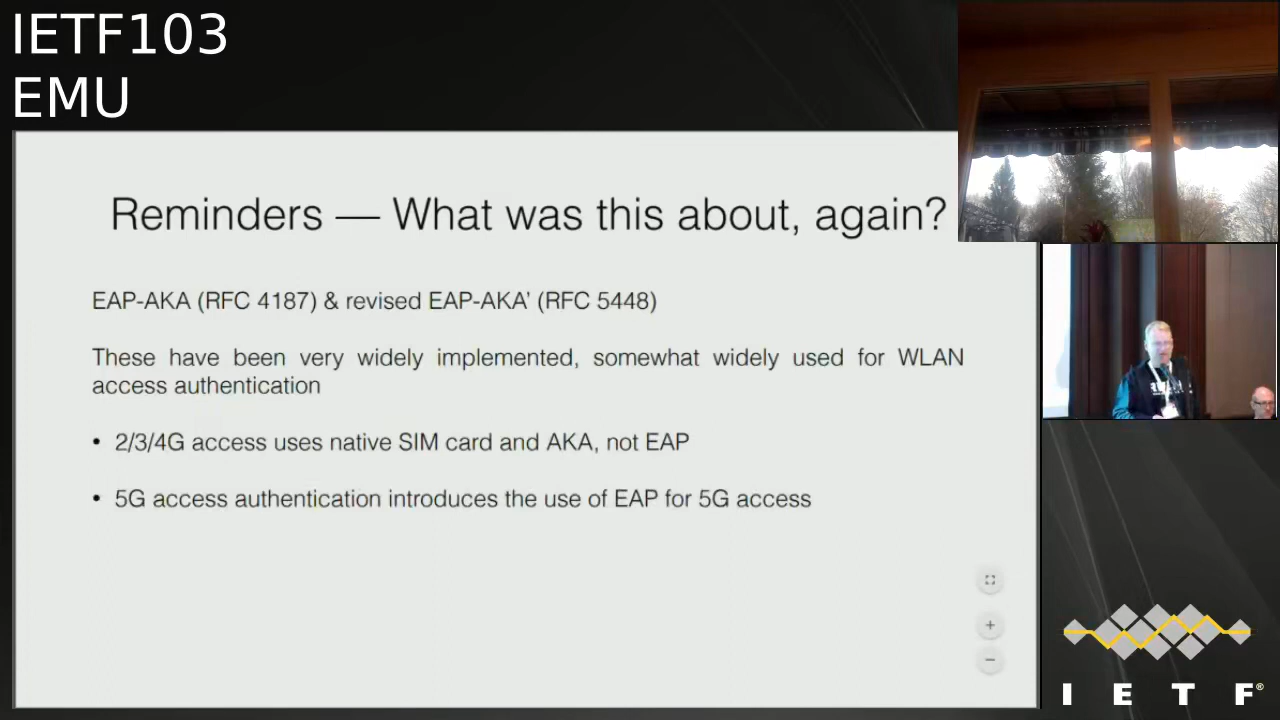 IETF103
EMU
Reminders — What was this about, again?
EAP-AKA (RFC 4187) & revised EAP-AKA' (RFC 5448)
These have been very widely implemented, somewhat widely used for WLAN
access authentication
• 2/3/4G access uses native SIM card and AKA, not EAP
• 5G access authentication introduces the use of EAP for 5G access
I E T F®